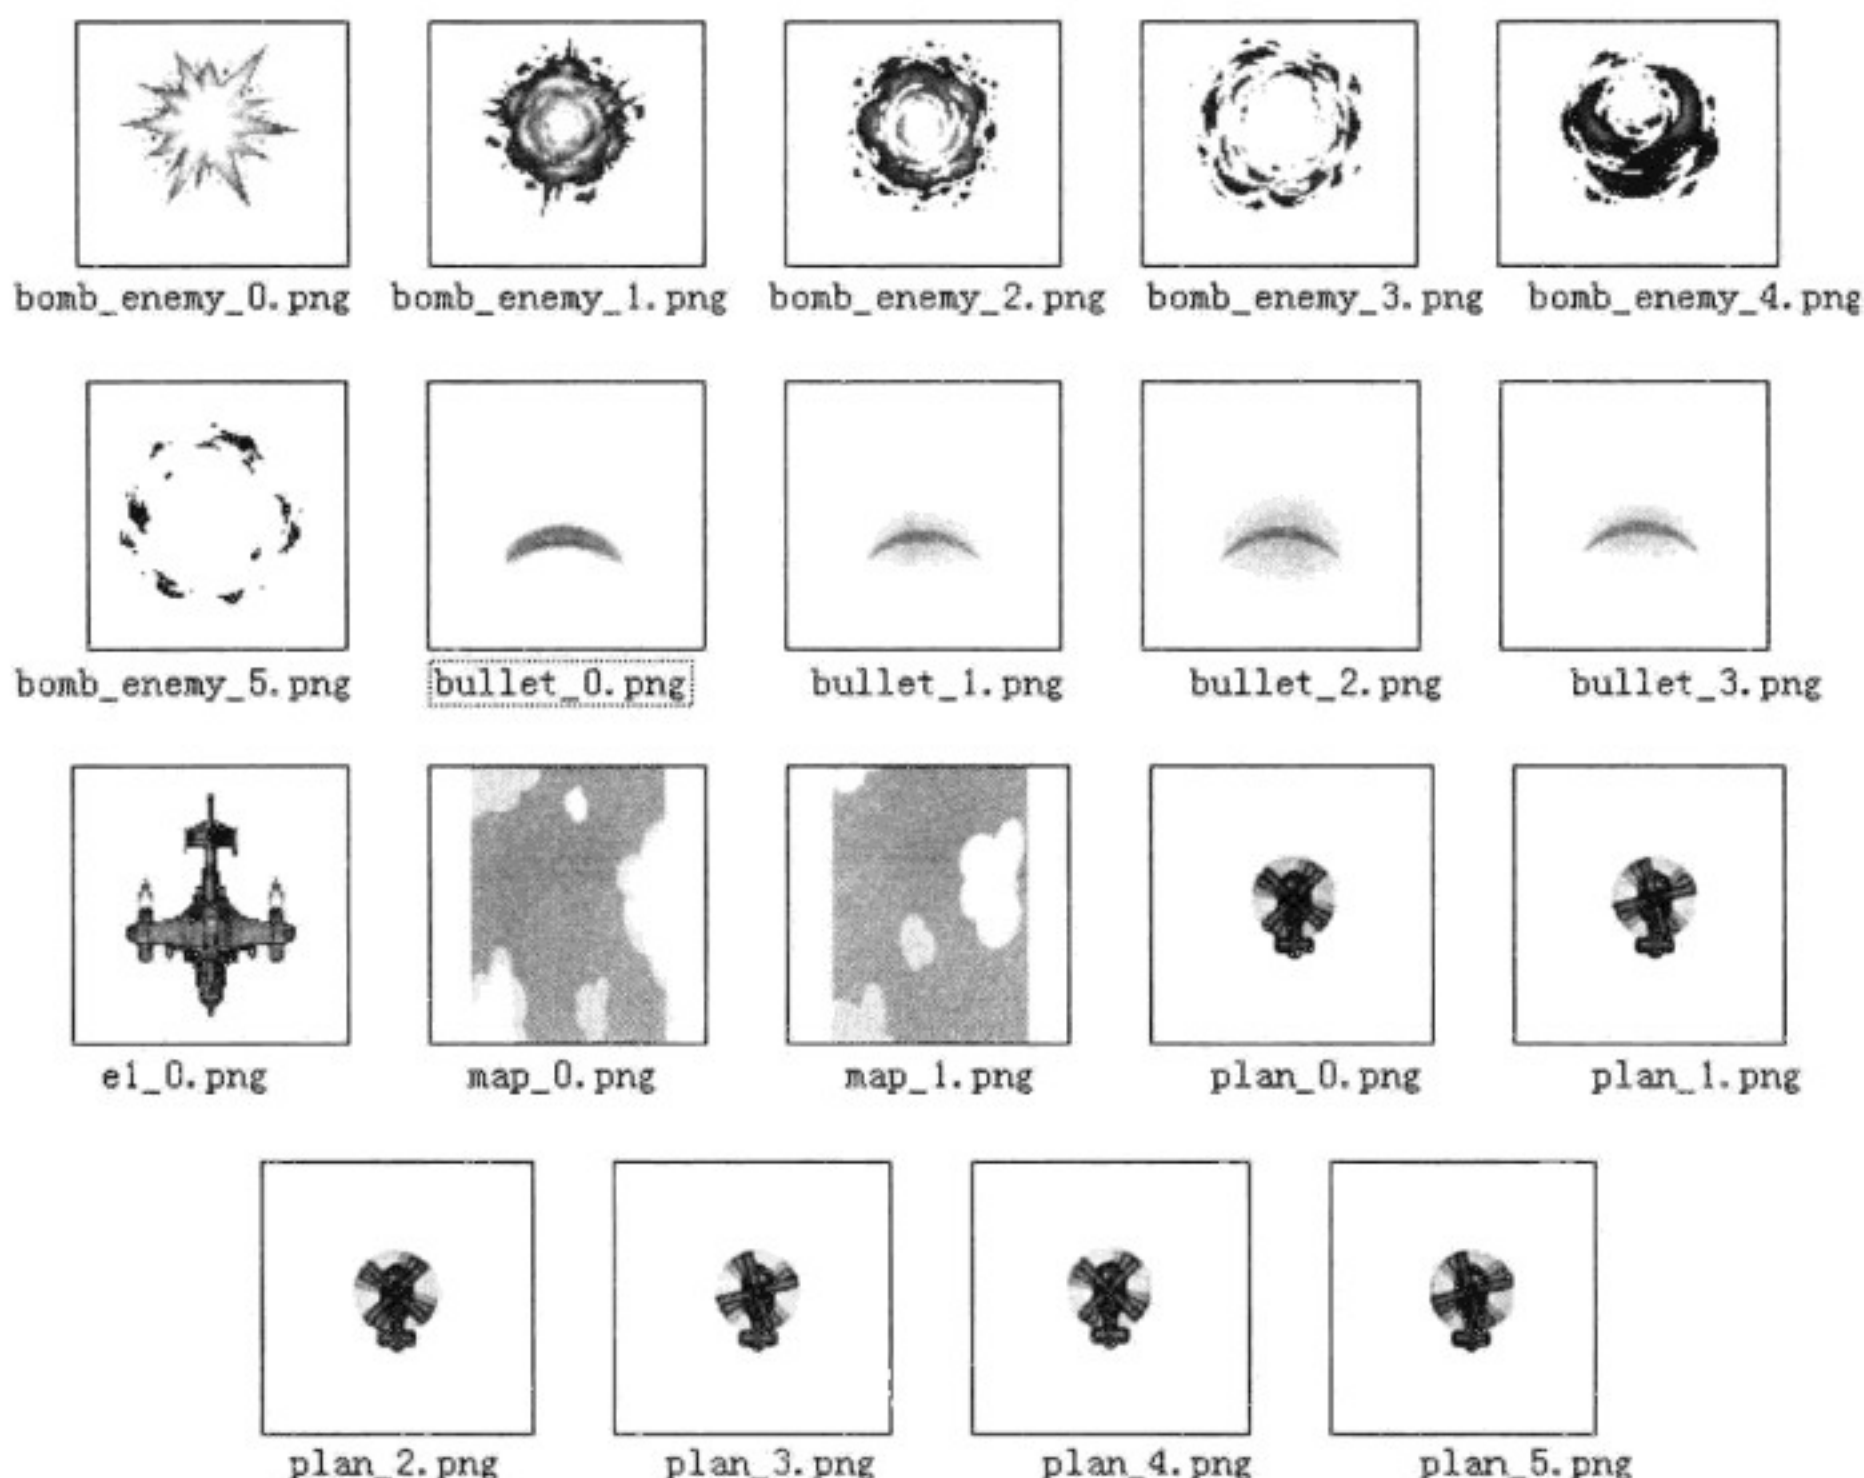 bomb_enemy_0.png bomb_enemy_1.png bomb_enemy_2.png bomb_enemy_3.png bomb_enemy_4.png
bomb_enemy_5.png bullet_0.png bullet_1.png bullet_2.png bullet_3.png
e1_0.png map_0.png map_1.png plan_0.png plan_1.png
plan_2.png plan_3.png plan_4.png plan_5.png